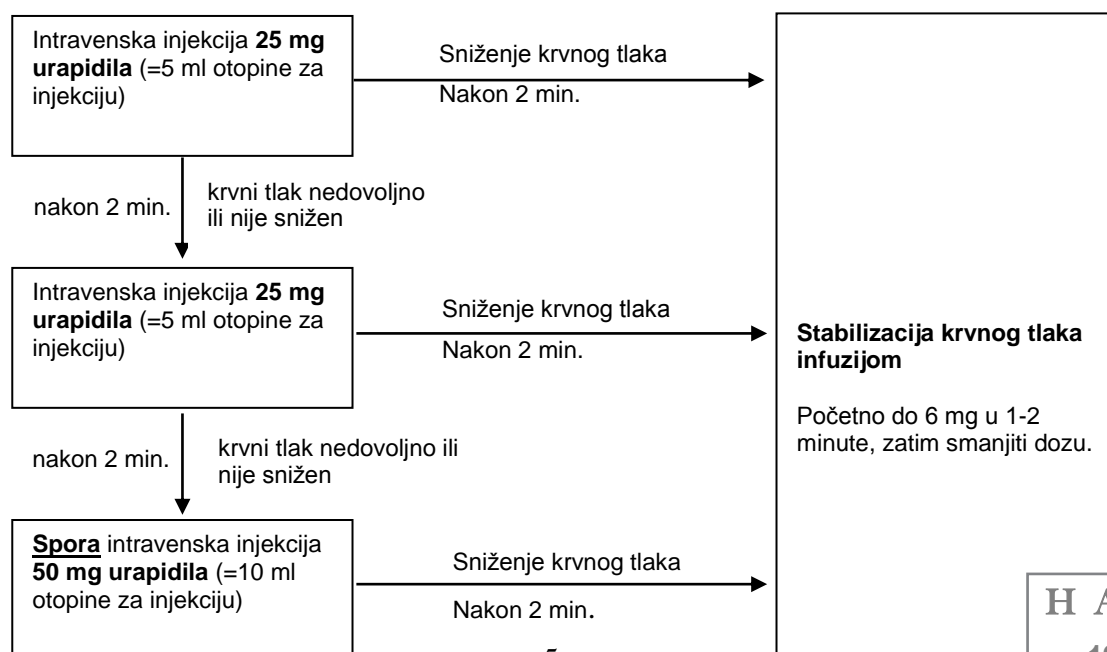 Intravenska injekcija 25 mg
urapidila (=5 ml otopine za
injekciju)
Sniženje krvnog tlaka
Nakon 2 min.
nakon 2 min.
krvni tlak nedovoljno
ili nije snižen
Intravenska injekcija 25 mg
urapidila (=5 ml otopine za
injekciju)
Sniženje krvnog tlaka
Nakon 2 min.
Stabilizacija krvnog tlaka
infuzijom
Početno do 6 mg u 1-2
minute, zatim smanjiti dozu.
nakon 2 min.
krvni tlak nedovoljno ili
nije snižen
Spora intravenska injekcija
50 mg urapidila (=10 ml
otopine za injekciju)
Sniženje krvnog tlaka
Nakon 2 min.